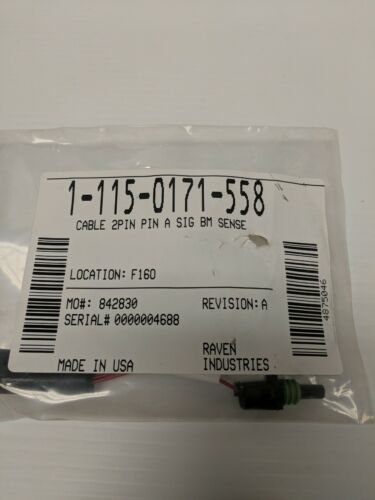 1-115-0171-558
CABLE 2PIN PIN A SIG BM SENSE
LOCATION: F160
MO#: 842830
REVISION: A
SERIAL# 0000004688
MADE IN USA
RAVEN
INDUSTRIES
4875046